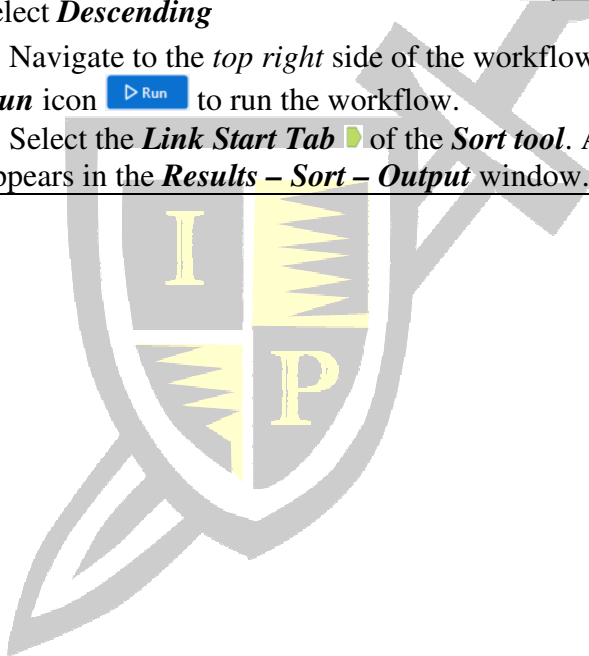 elect Descending
Navigate to the top right side of the workflow
un icon Run to run the workflow.
Select the Link Start Tab of the Sort tool. A
ppears in the Results – Sort – Output window.
I
P